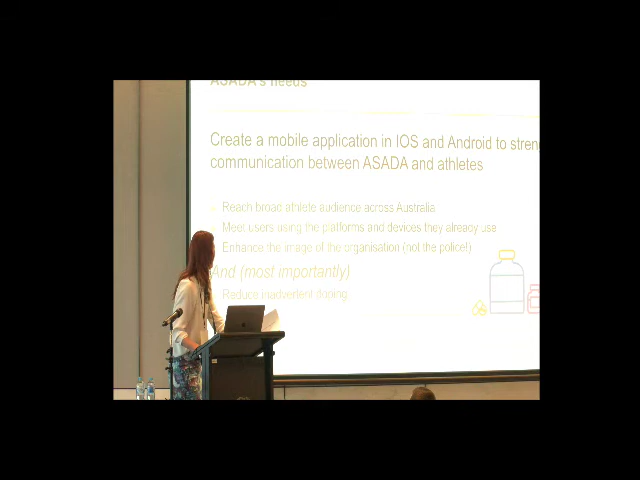 ASADA's needs
Create a mobile application in IOS and Android to stren
communication between ASADA and athletes
Reach broad athlete audience across Australia
Meet users using the platforms and devices they already use
Enhance the image of the organisation (not the police!)
And (most importantly)
Reduce inadvertent doping